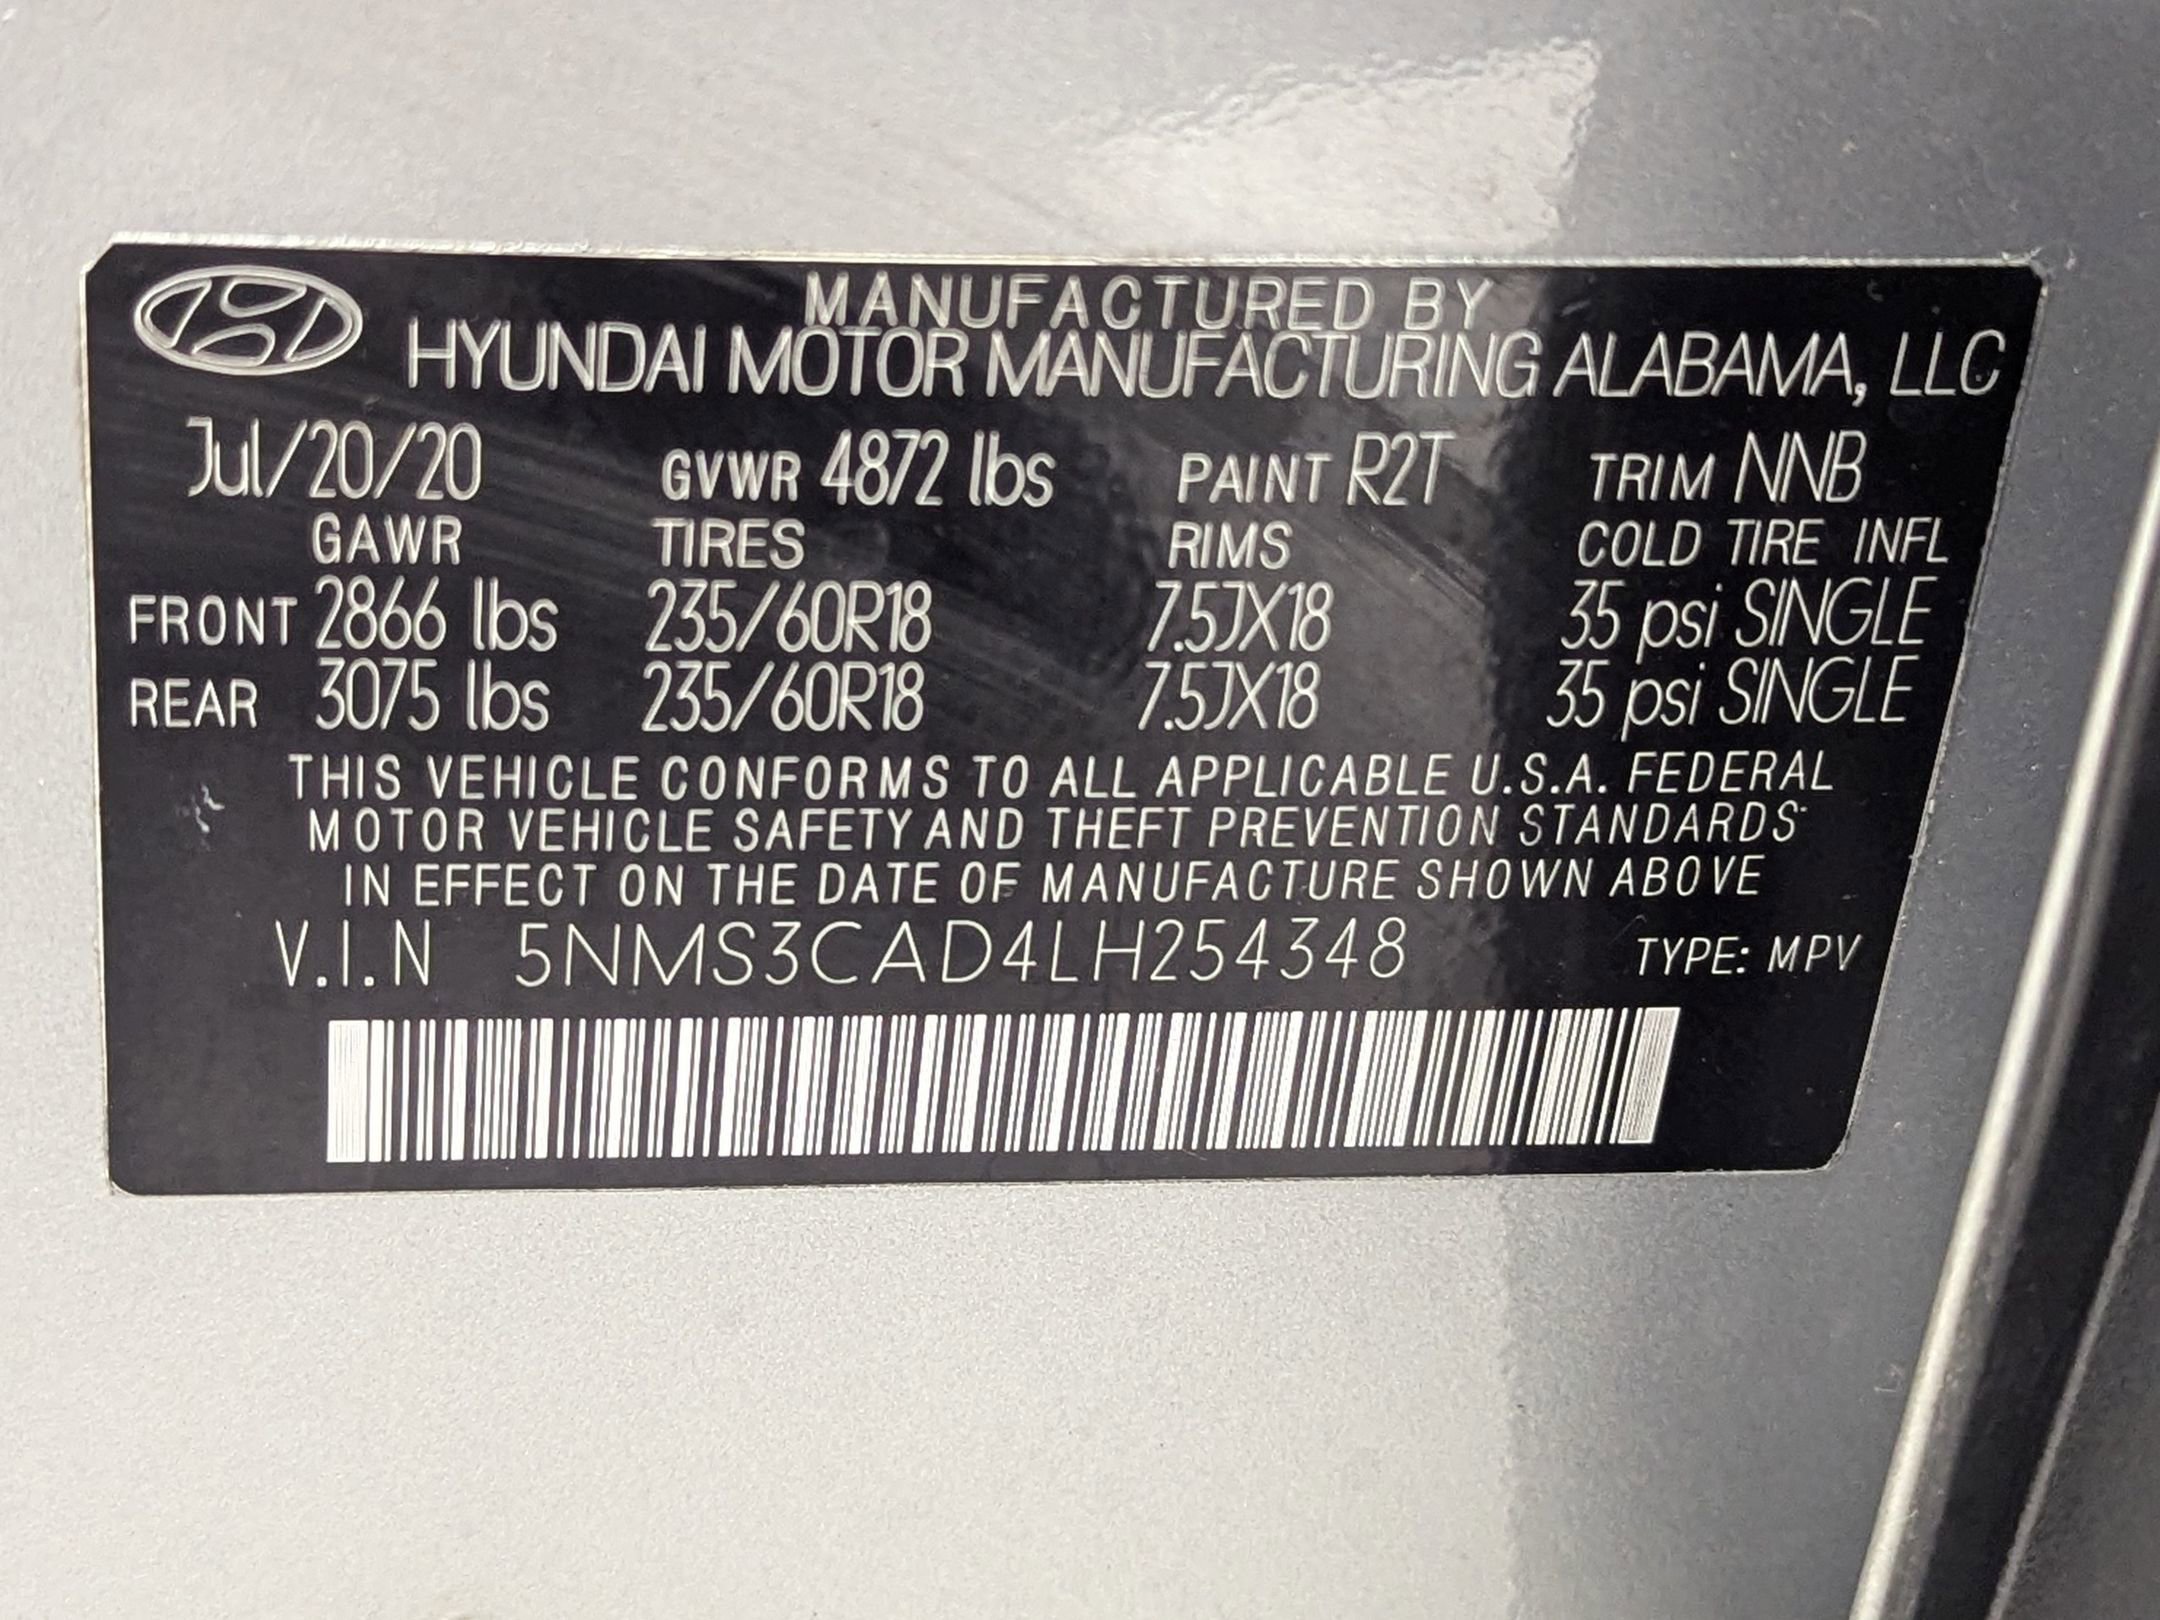 MANUFACTURED BY
HYUNDAI MOTOR MANUFACTURING ALABAMA, LLC
Jul/20/20 GVWR 4872 lbs PAINT R2T TRIM NNB
GAWR TIRES RIMS COLD TIRE INFL
FRONT 2866 lbs 235/60R18 7.5JX18 35 psi SINGLE
REAR 3075 lbs 235/60R18 7.5JX18 35 psi SINGLE
THIS VEHICLE CONFORMS TO ALL APPLICABLE U.S.A. FEDERAL
MOTOR VEHICLE SAFETY AND THEFT PREVENTION STANDARDS
IN EFFECT ON THE DATE OF MANUFACTURE SHOWN ABOVE
V.I.N 5NMS3CAD4LH254348 TYPE: MPV